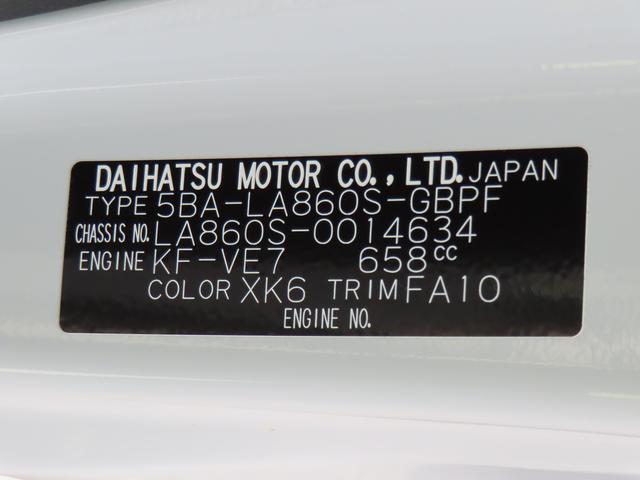 DAIHATSU MOTOR CO., LTD. JAPAN
TYPE 5BA-LA860S-GBPF
CHASSIS NO. LA860S-0014634
ENGINE KF-VE7 658cc
COLOR XK6 TRIM FA10
ENGINE NO.